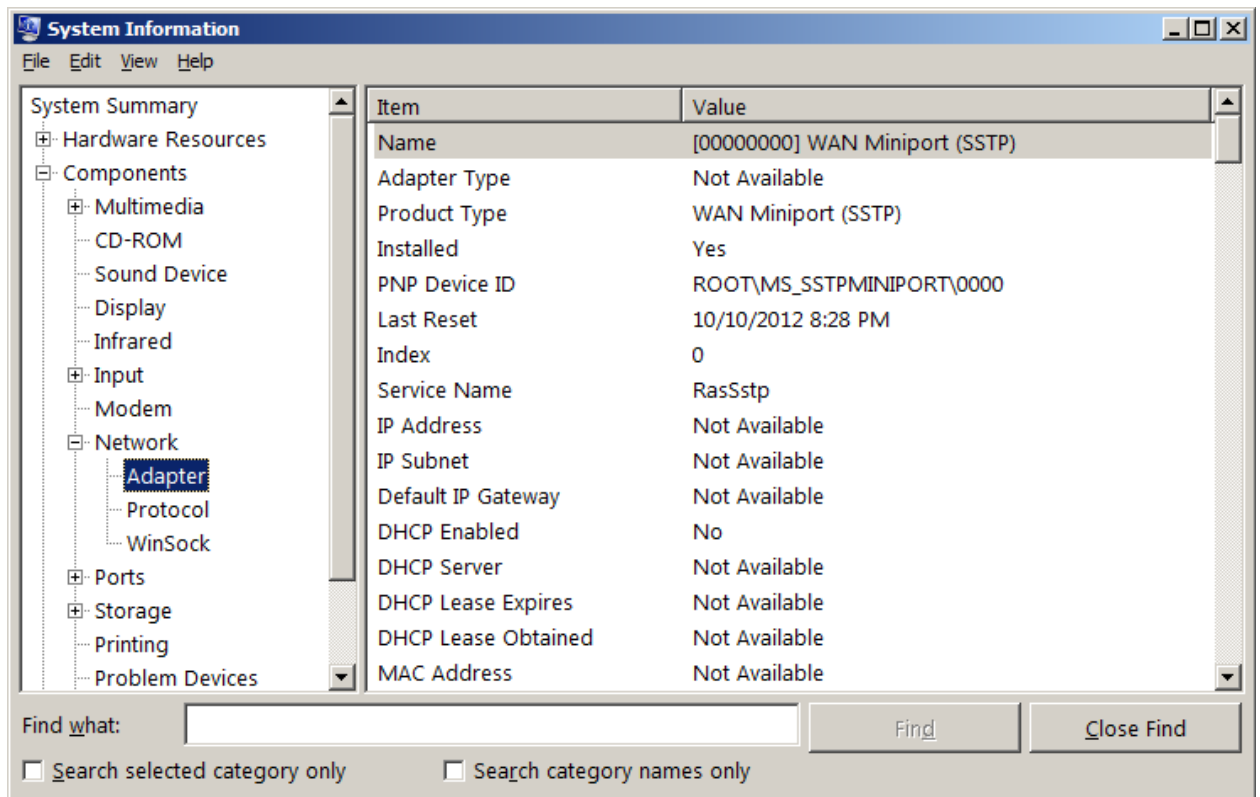 System Information
File Edit View Help
System Summary
Hardware Resources
Components
Multimedia
CD-ROM
Sound Device
Display
Infrared
Input
Modem
Network
Adapter
Protocol
WinSock
Ports
Storage
Printing
Problem Devices
Item Value
Name [00000000] WAN Miniport (SSTP)
Adapter Type Not Available
Product Type WAN Miniport (SSTP)
Installed Yes
PNP Device ID ROOT\MS_SSTPMINIPORT\0000
Last Reset 10/10/2012 8:28 PM
Index 0
Service Name RasSstp
IP Address Not Available
IP Subnet Not Available
Default IP Gateway Not Available
DHCP Enabled No
DHCP Server Not Available
DHCP Lease Expires Not Available
DHCP Lease Obtained Not Available
MAC Address Not Available
Find what: Find Close Find
Search selected category only Search category names only